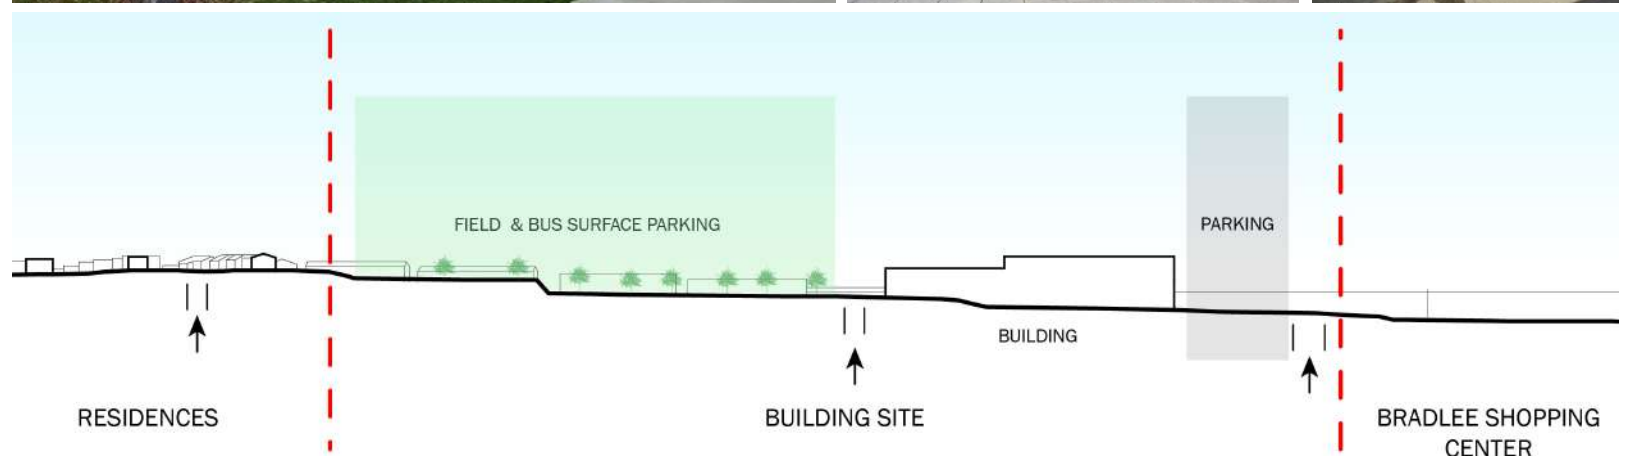 FIELD & BUS SURFACE PARKING
PARKING
BUILDING
RESIDENCES
BUILDING SITE
BRADLEE SHOPPING
CENTER